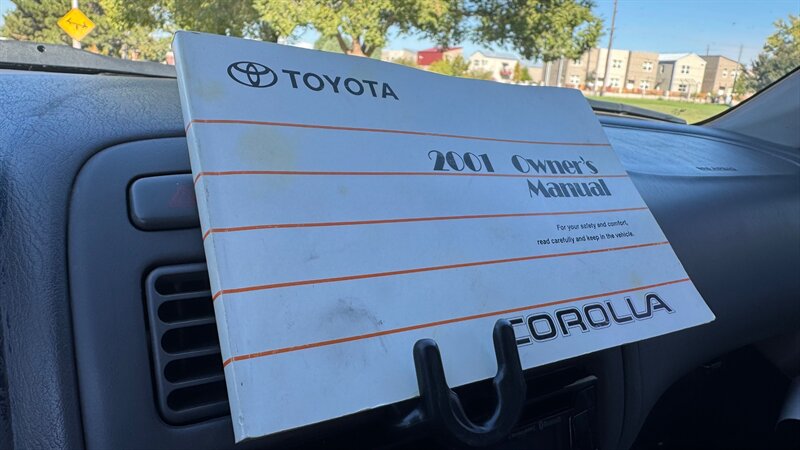 TOYOTA
2001 Owner's
Manual
For your safety and comfort,
read carefully and keep in the vehicle.
COROLLA